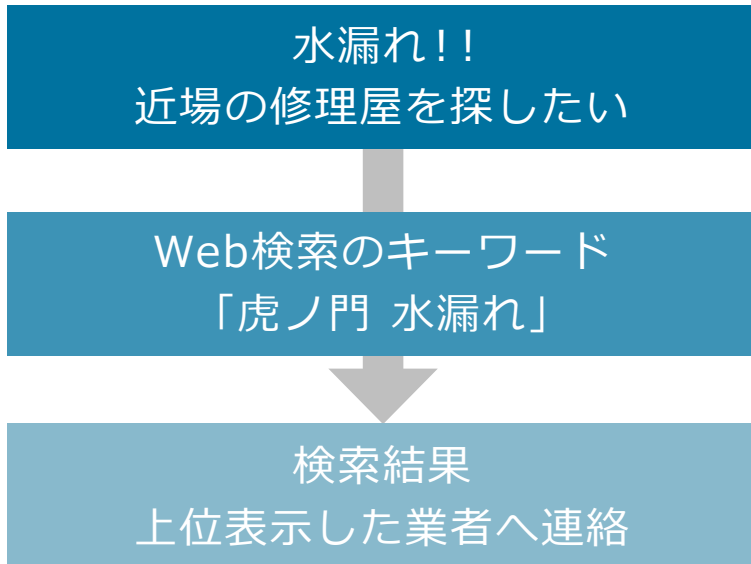 水漏れ!!
近場の修理屋を探したい
Web検索のキーワード
「虎ノ門 水漏れ」
検索結果
上位表示した業者へ連絡